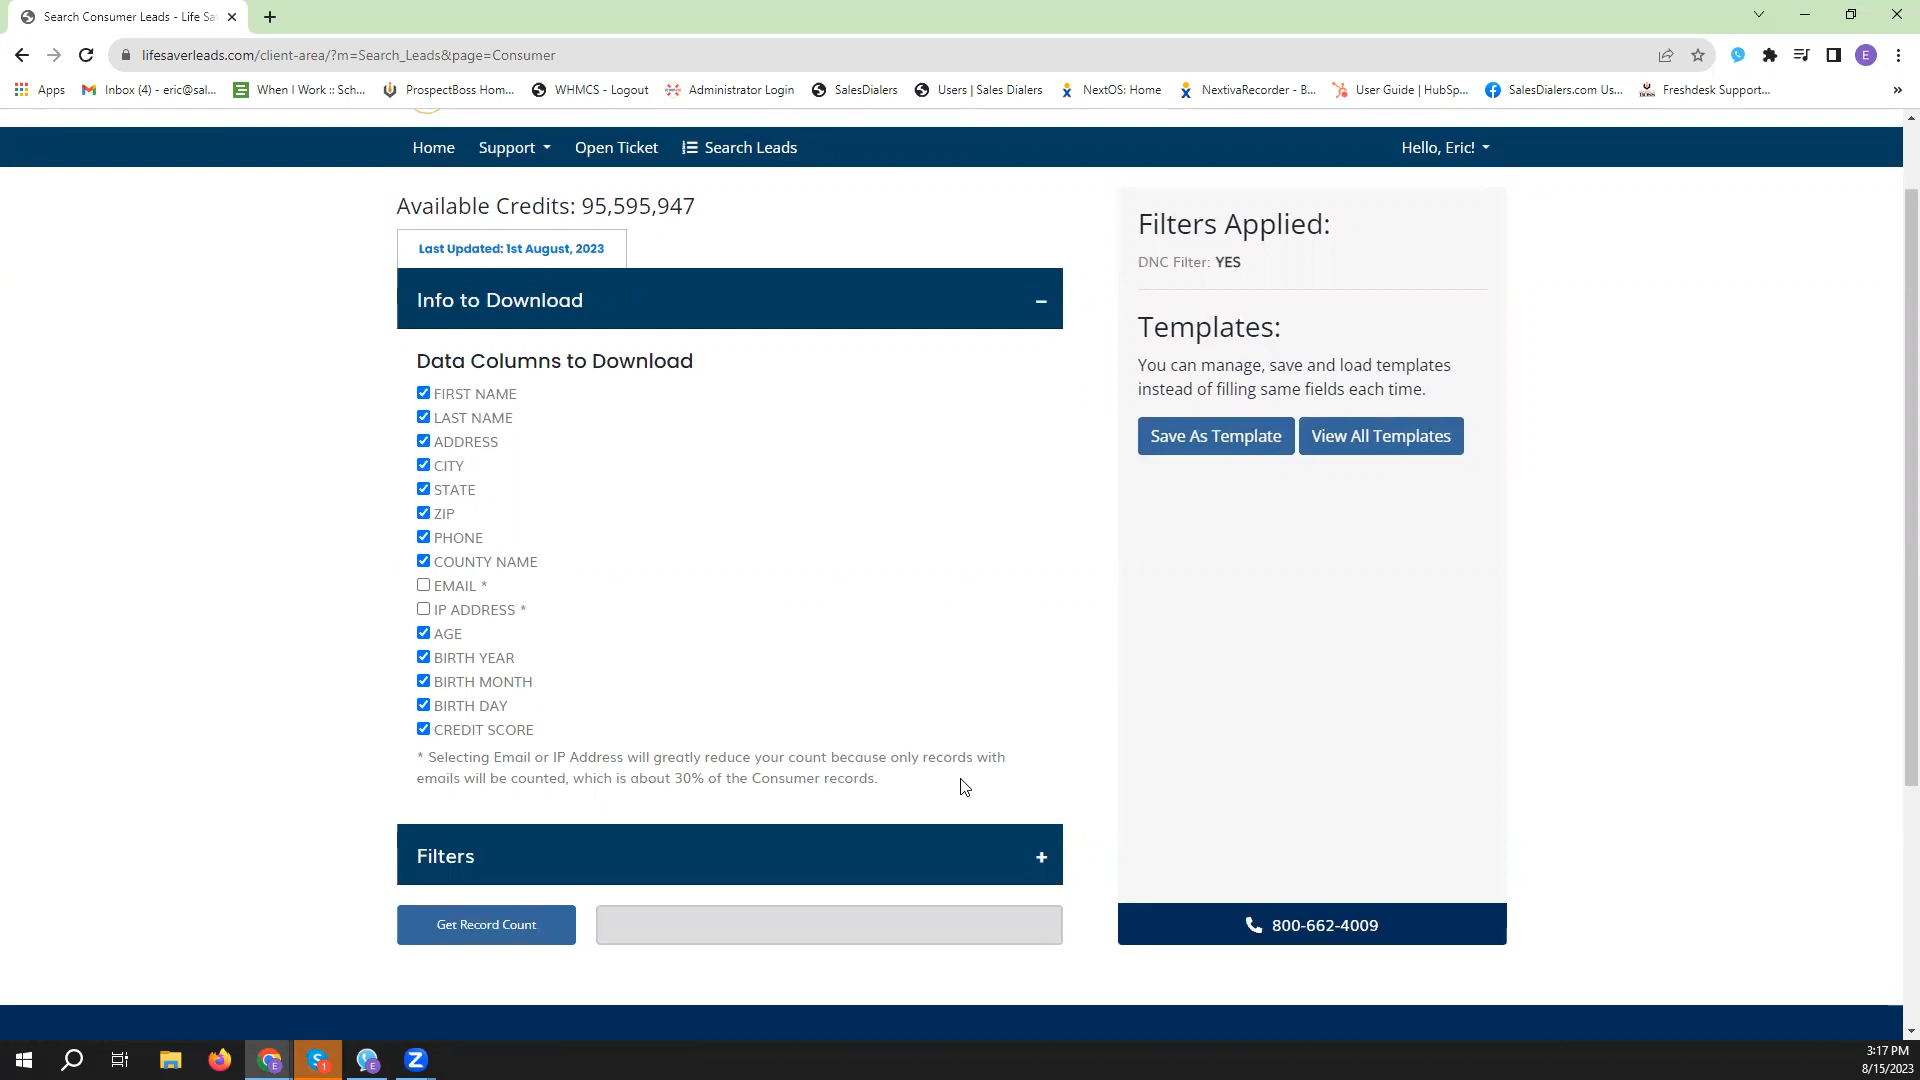 Search Consumer Leads - Life Sa
lifesaverleads.com/client-area/?m=Search_Leads&page=Consumer
E
Apps
Inbox (4) - eric@sal...
When I Work :: Sch...
ProspectBoss Hom...
WHMCS - Logout
Administrator Login
SalesDialers
Users | Sales Dialers
NextOS: Home
NextivaRecorder - B...
User Guide | HubSp...
SalesDialers.com Us...
Freshdesk Support...
»
Home
Support
Open Ticket
Search Leads
Hello, Eric!
Available Credits: 95,595,947
Last Updated: 1st August, 2023
Info to Download
Data Columns to Download
FIRST NAME
LAST NAME
ADDRESS
CITY
STATE
ZIP
PHONE
COUNTY NAME
EMAIL *
IP ADDRESS *
AGE
BIRTH YEAR
BIRTH MONTH
BIRTH DAY
CREDIT SCORE
* Selecting Email or IP Address will greatly reduce your count because only records with
emails will be counted, which is about 30% of the Consumer records.
Filters
Get Record Count
Filters Applied:
DNC Filter: YES
Templates:
You can manage, save and load templates
instead of filling same fields each time.
Save As Template
View All Templates
800-662-4009
3:17 PM
8/15/2023